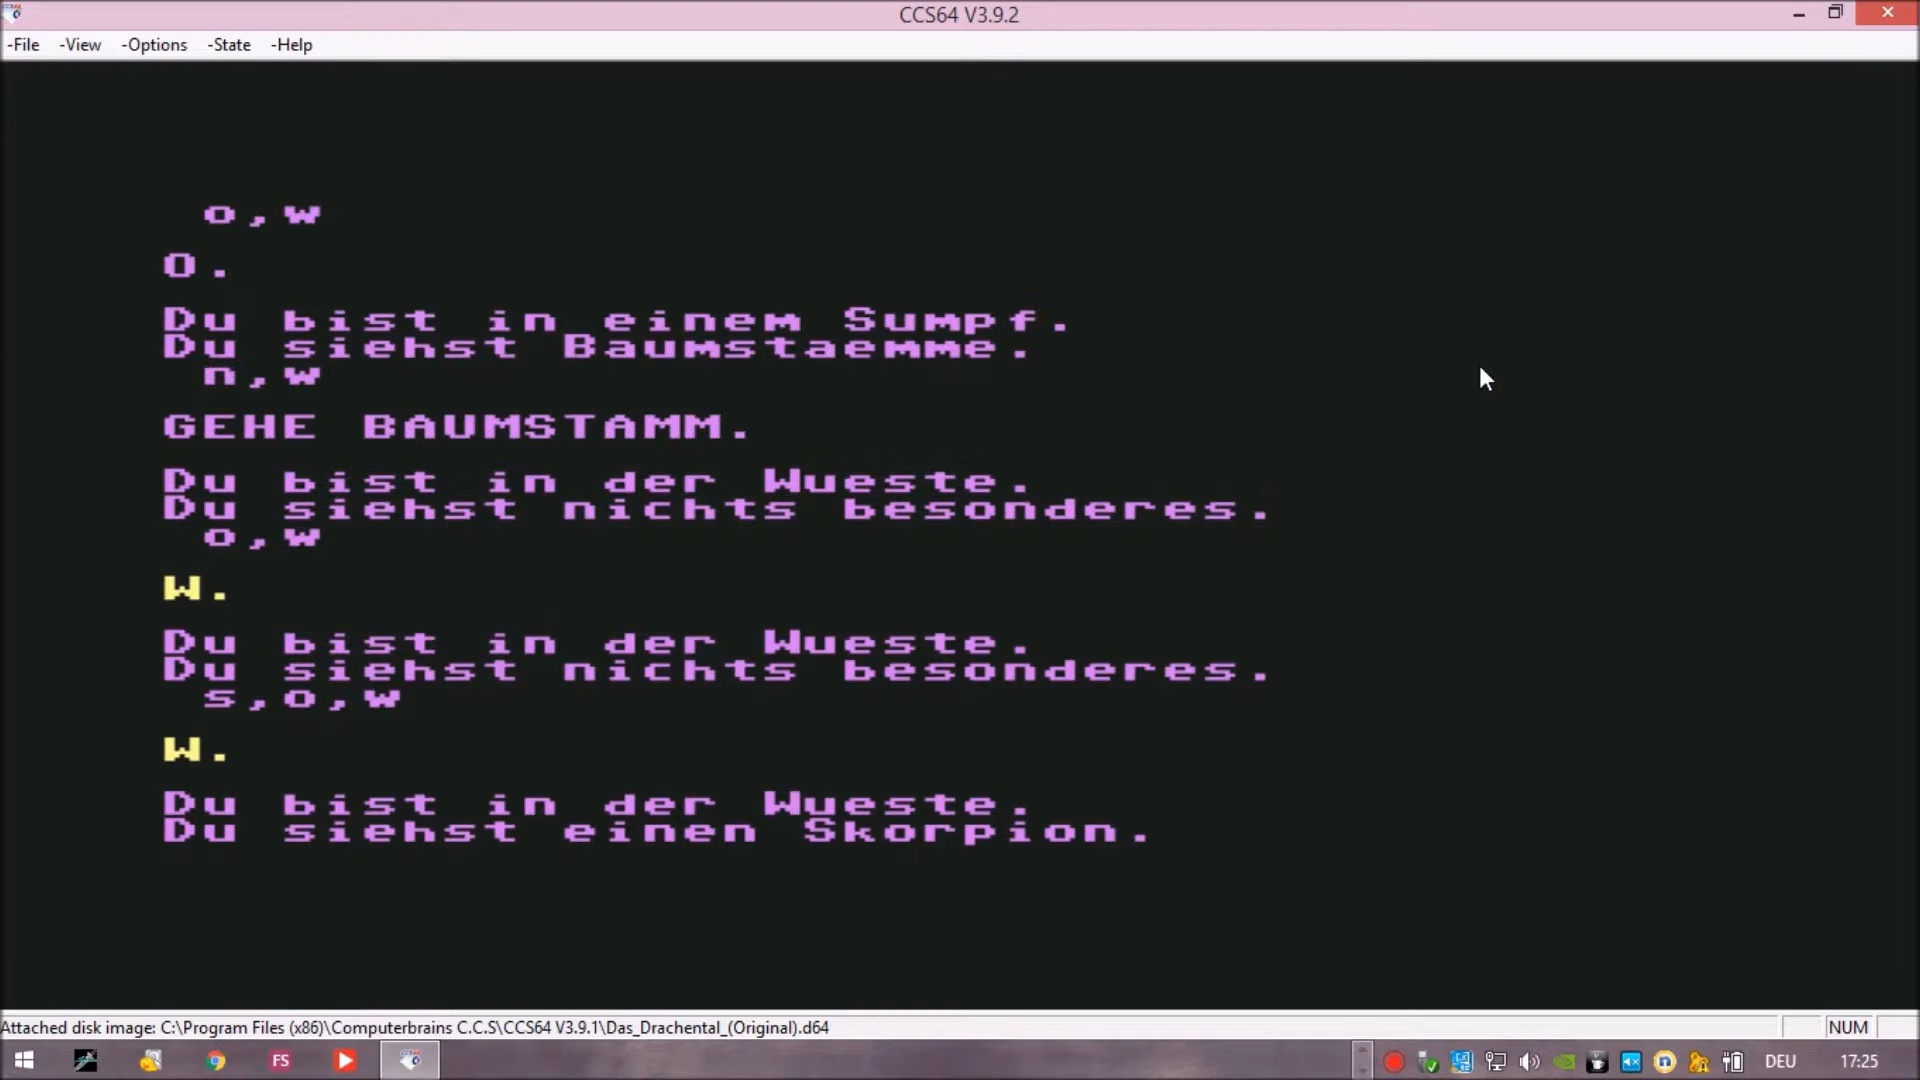 CCS64 V3.9.2
-File -View -Options -State -Help
o,w
O.
Du bist in einem Sumpf.
Du siehst Baumstaemme.
n,w
GEHE BAUMSTAMM.
Du bist in der Wueste.
Du siehst nichts besonderes.
o,w
W.
Du bist in der Wueste.
Du siehst nichts besonderes.
s,o,w
W.
Du bist in der Wueste.
Du siehst einen Skorpion.
Attached disk image: C:\Program Files (x86)\Computerbrains C.C.S\CCS64 V3.9.1\Das_Drachental_(Original).d64
NUM
FS
DEU 17:25